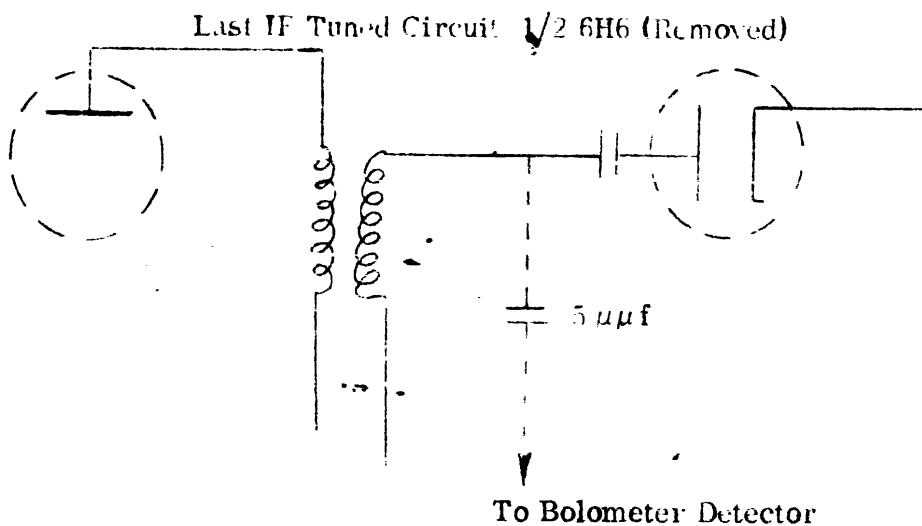 Last IF Tuned Circuit 1/2 6H6 (Removed)
5 μμf
To Bolometer Detector